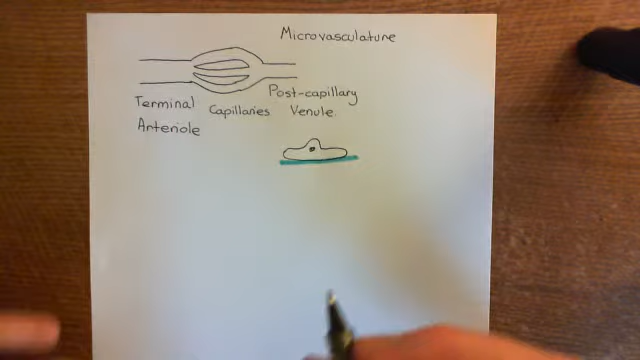 Microvasculature
Terminal
Arteriole
Capillaries
Post-capillary
Venule.